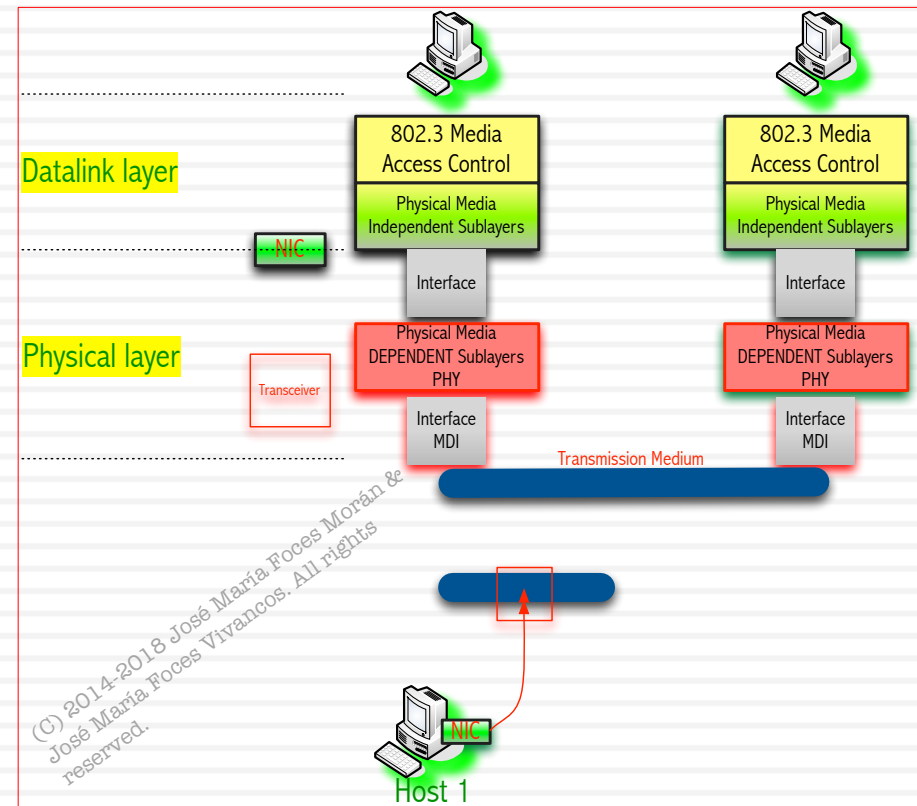 802.3 Media
Access Control
802.3 Media
Access Control
Datalink layer
Physical Media
Independent Sublayers
Physical Media
Independent Sublayers
NIC
Interface
Interface
Physical layer
Physical Media
DEPENDENT Sublayers
PHY
Physical Media
DEPENDENT Sublayers
PHY
Transceiver
Interface
MDI
Interface
MDI
Transmission Medium
(C) 2014-2018 José María Foces Morán &
José María Foces Vivancos. All rights
reserved.
NIC
Host 1